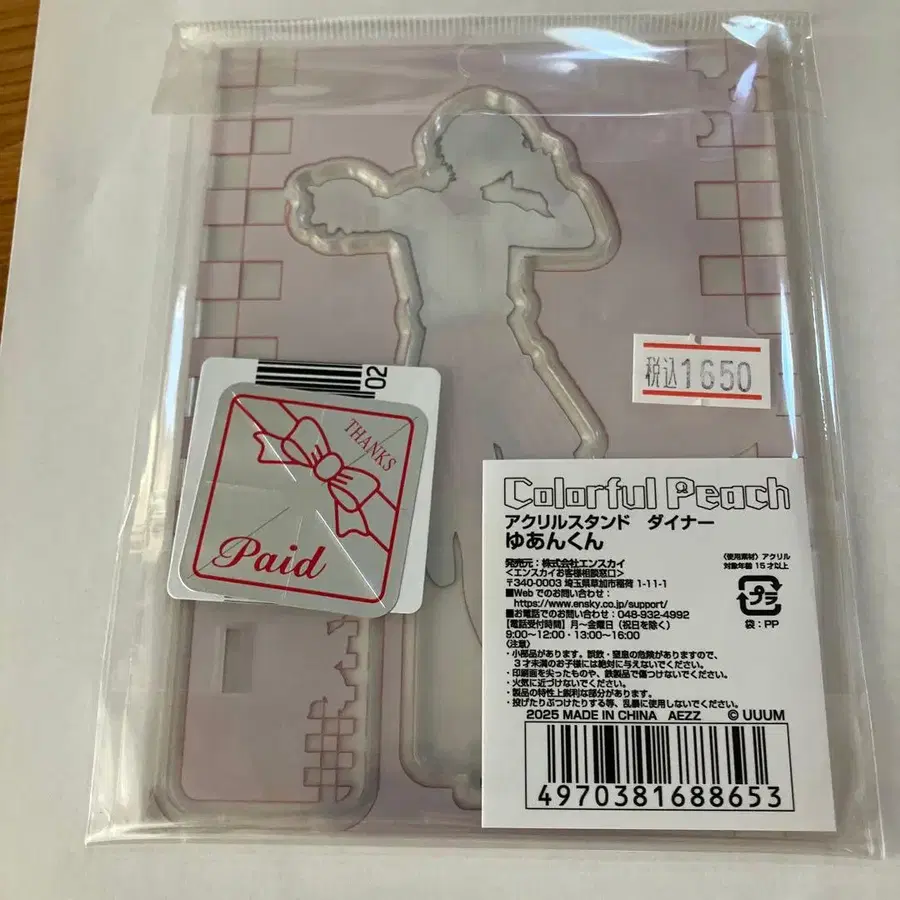 税込1650
02
THANKS
Paid
Colorful Peach
アクリルスタンド ダイナー
ゆあんくん
発売元:株式会社エンスカイ
<エンスカイお客様相談窓口>
〒340-0003 埼玉県草加市稲荷 1-11-1
■Web でのお問い合わせ:
https://www.ensky.co.jp/support/
■お電話でのお問い合わせ:048-932-4992
【電話受付時間】月~金曜日(祝日を除く)
9:00~12:00・13:00~16:00
〈使用素材〉アクリル
対象年齢 15才以上
プラ
袋:PP
〈注意〉
・小部品があります。誤飲・窒息の危険がありますので、
3才未満のお子様には絶対に与えないでください。
・印刷面を尖ったものや、鉄製品で傷つけないでください。
・火気に近づけないでください。
・製品の特性上鋭利な部分があります。
・投げたりぶつけたりする等、乱暴に使用しないでください。
2025 MADE IN CHINA AEZZ © UUUM
4970381688653